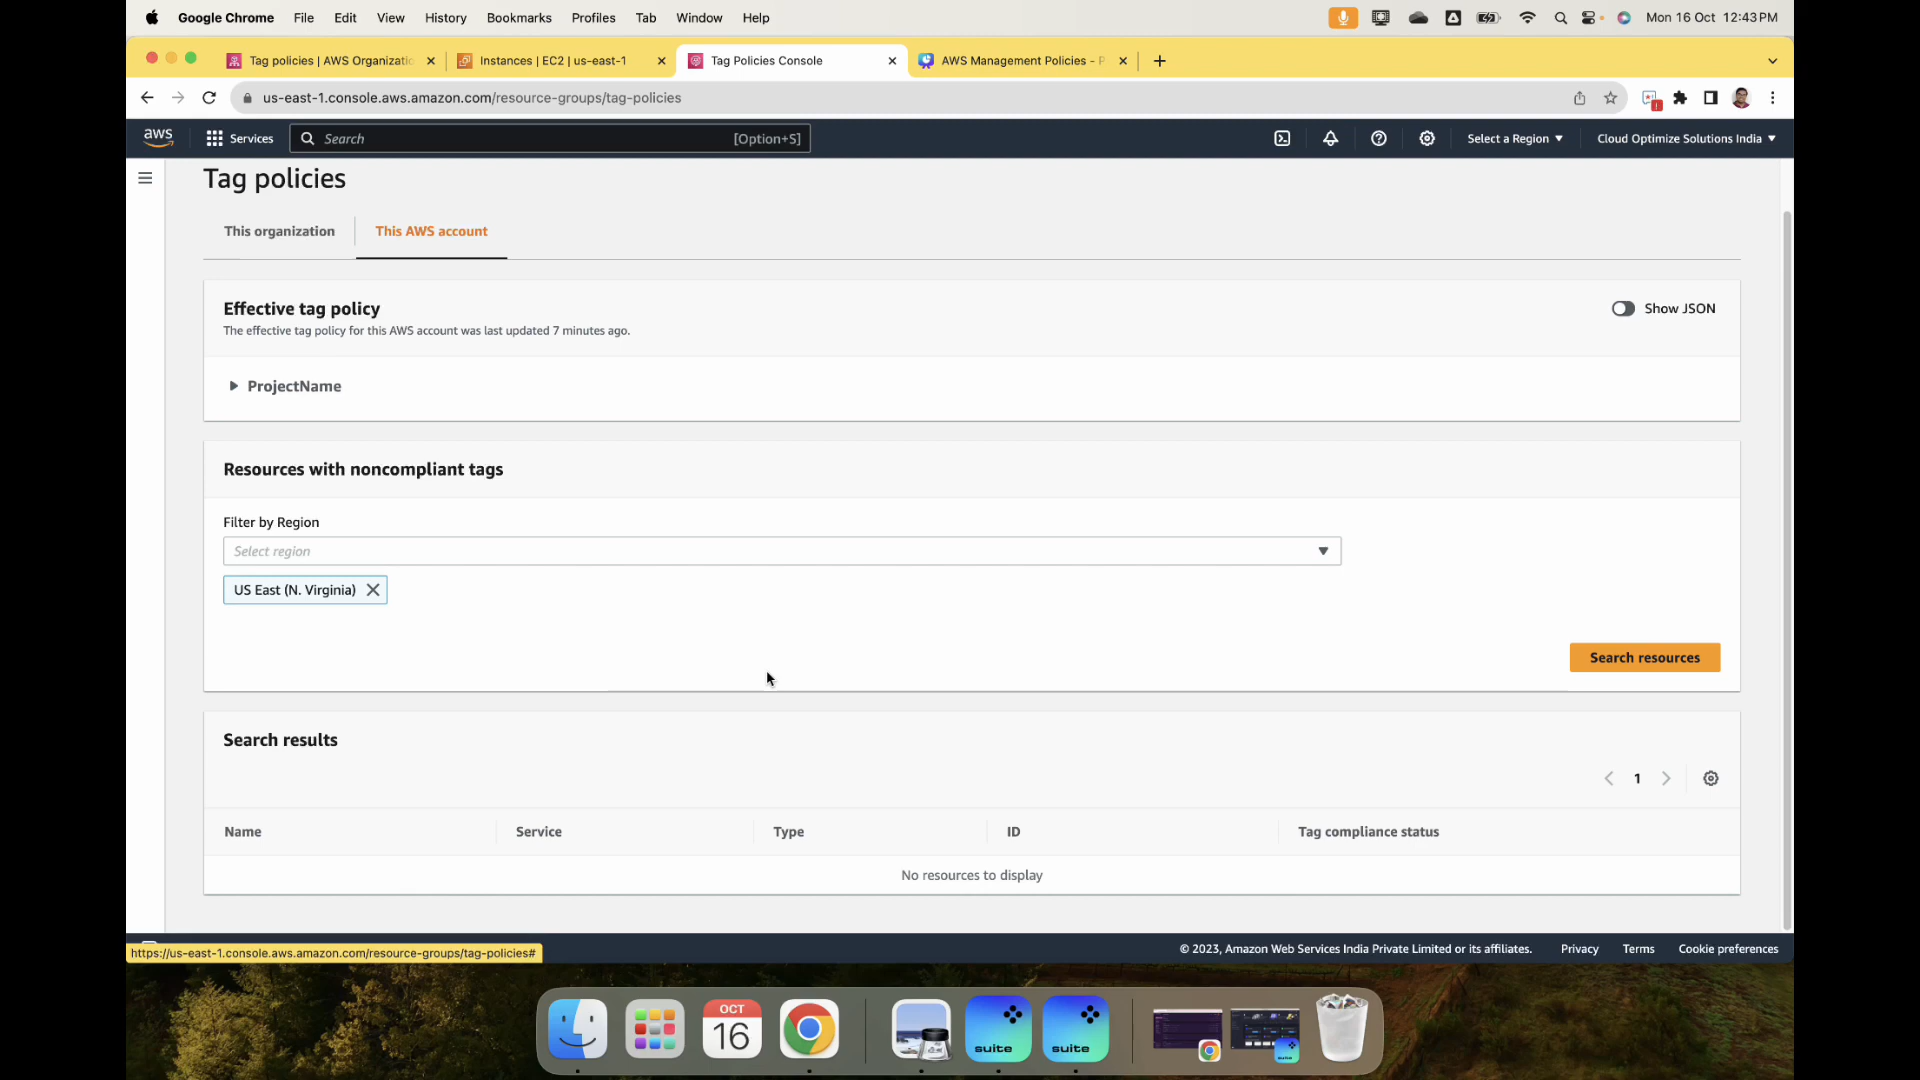 Google Chrome File Edit View History Bookmarks Profiles Tab Window Help Mon 16 Oct 12:43 PM
Tag policies | AWS Organizatio Instances | EC2 | us-east-1 Tag Policies Console AWS Management Policies - P
us-east-1.console.aws.amazon.com/resource-groups/tag-policies
aws Services Search [Option+S] Select a Region Cloud Optimize Solutions India
Tag policies
This organization This AWS account
Effective tag policy Show JSON
The effective tag policy for this AWS account was last updated 7 minutes ago.
ProjectName
Resources with noncompliant tags
Filter by Region
Select region
US East (N. Virginia)
Search resources
Search results
1
Name Service Type ID Tag compliance status
No resources to display
https://us-east-1.console.aws.amazon.com/resource-groups/tag-policies# © 2023, Amazon Web Services India Private Limited or its affiliates. Privacy Terms Cookie preferences
OCT
16
suite suite